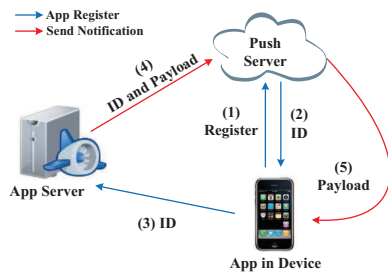 App Register
Send Notification
Push
Server
(4)
ID and Payload
(1)
Register
(2)
ID
(5)
Payload
App Server
(3) ID
App in Device